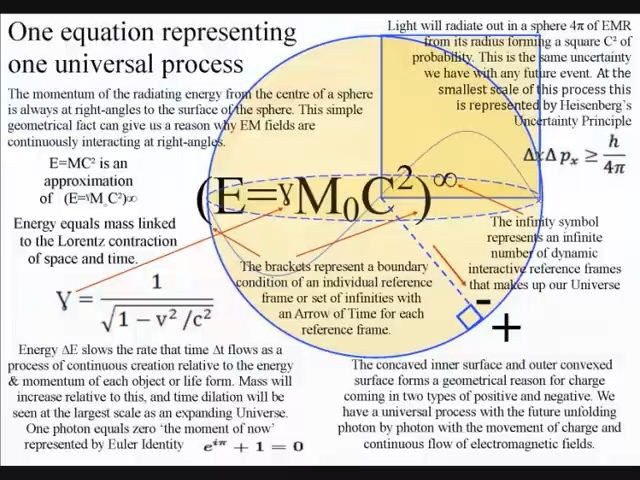 One equation representing
one universal process
The momentum of the radiating energy from the centre of a sphere
is always at right-angles to the surface of the sphere. This simple
geometrical fact can give us a reason why EM fields are
continuously interacting at right-angles.
E=MC² is an
approximation
of (E=ɤM₀C²)∞
Energy equals mass linked
to the Lorentz contraction
of space and time.
ɤ = 1 / √1 − v² /c²
Energy ΔE slows the rate that time Δt flows as a
process of continuous creation relative to the energy
& momentum of each object or life form. Mass will
increase relative to this, and time dilation will be
seen at the largest scale as an expanding Universe.
One photon equals zero ‘the moment of now’
represented by Euler Identity e^iπ + 1 = 0
(E=ɤM₀C²)^∞
The brackets represent a boundary
condition of an individual reference
frame or set of infinities with
an Arrow of Time for each
reference frame.
Light will radiate out in a sphere 4π of EMR
from its radius forming a square C² of
probability. This is the same uncertainty
we have with any future event. At the
smallest scale of this process this
is represented by Heisenberg's
Uncertainty Principle
Δx Δ pₓ ≥ h / 4π
The infinity symbol
represents an infinite
number of dynamic
interactive reference frames
that makes up our Universe
-
+
The concaved inner surface and outer convexed
surface forms a geometrical reason for charge
coming in two types of positive and negative. We
have a universal process with the future unfolding
photon by photon with the movement of charge and
continuous flow of electromagnetic fields.